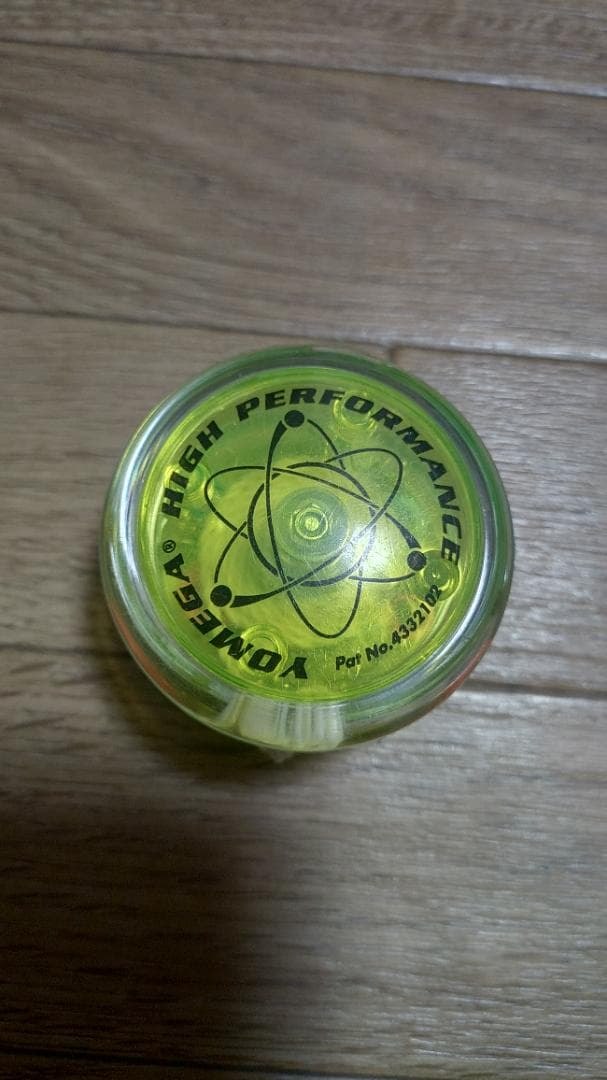 YOMEGA® HIGH PERFORMANCE
Pat No.4332102